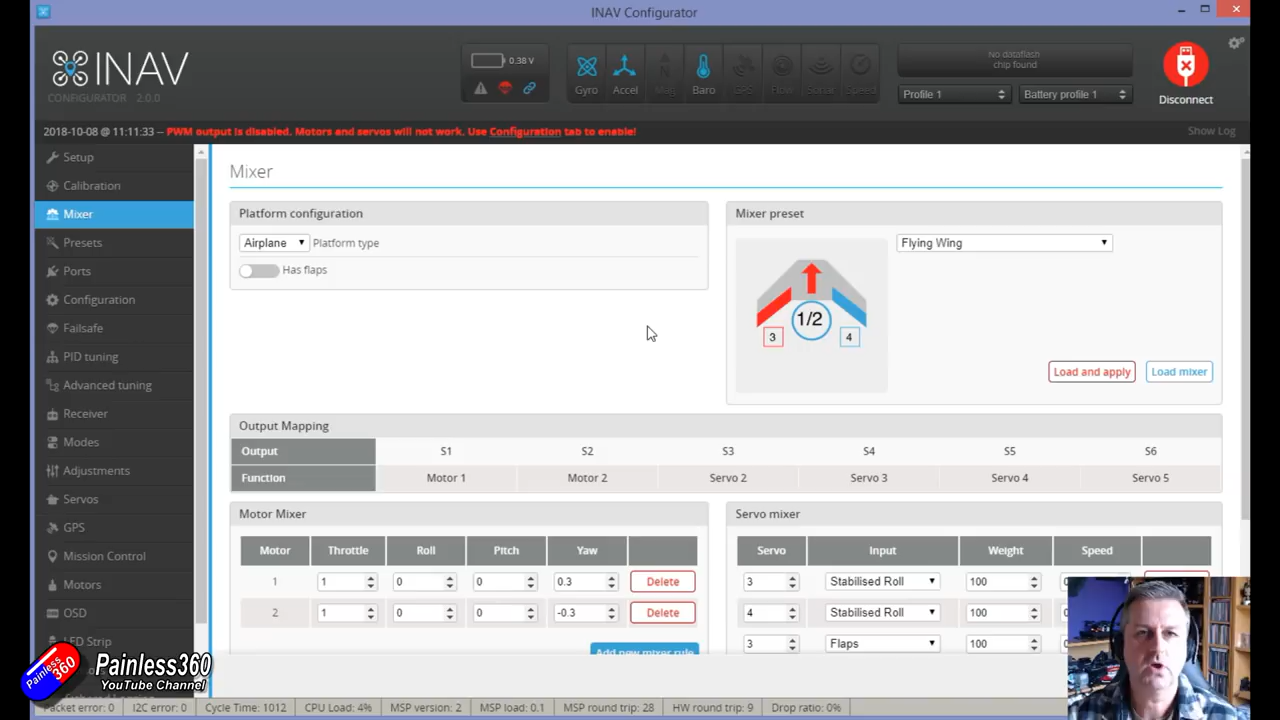 INAV Configurator
INAV
CONFIGURATOR 2.0.0
0.38 V
Gyro
Accel
Mag
Baro
GPS
Flow
Sonar
Speed
No dataflash
chip found
Profile 1
Battery profile 1
Disconnect
2018-10-08 @ 11:11:33 -- PWM output is disabled. Motors and servos will not work. Use Configuration tab to enable!
Show Log
Setup
Calibration
Mixer
Presets
Ports
Configuration
Failsafe
PID tuning
Advanced tuning
Receiver
Modes
Adjustments
Servos
GPS
Mission Control
Motors
OSD
LED Strip
Mixer
Platform configuration
Airplane Platform type
Has flaps
Mixer preset
Flying Wing
1/2
3
4
Load and apply
Load mixer
Output Mapping
Output S1 S2 S3 S4 S5 S6
Function Motor 1 Motor 2 Servo 2 Servo 3 Servo 4 Servo 5
Motor Mixer
Motor Throttle Roll Pitch Yaw
1 1 0 0 0.3 Delete
2 1 0 0 -0.3 Delete
Add new mixer rule
Servo mixer
Servo Input Weight Speed
3 Stabilised Roll 100
4 Stabilised Roll 100
3 Flaps 100
Painless360
Painless360
YouTube Channel
Packet error: 0 I2C error: 0 Cycle Time: 1012 CPU Load: 4% MSP version: 2 MSP load: 0.1 MSP round trip: 28 HW round trip: 9 Drop ratio: 0%